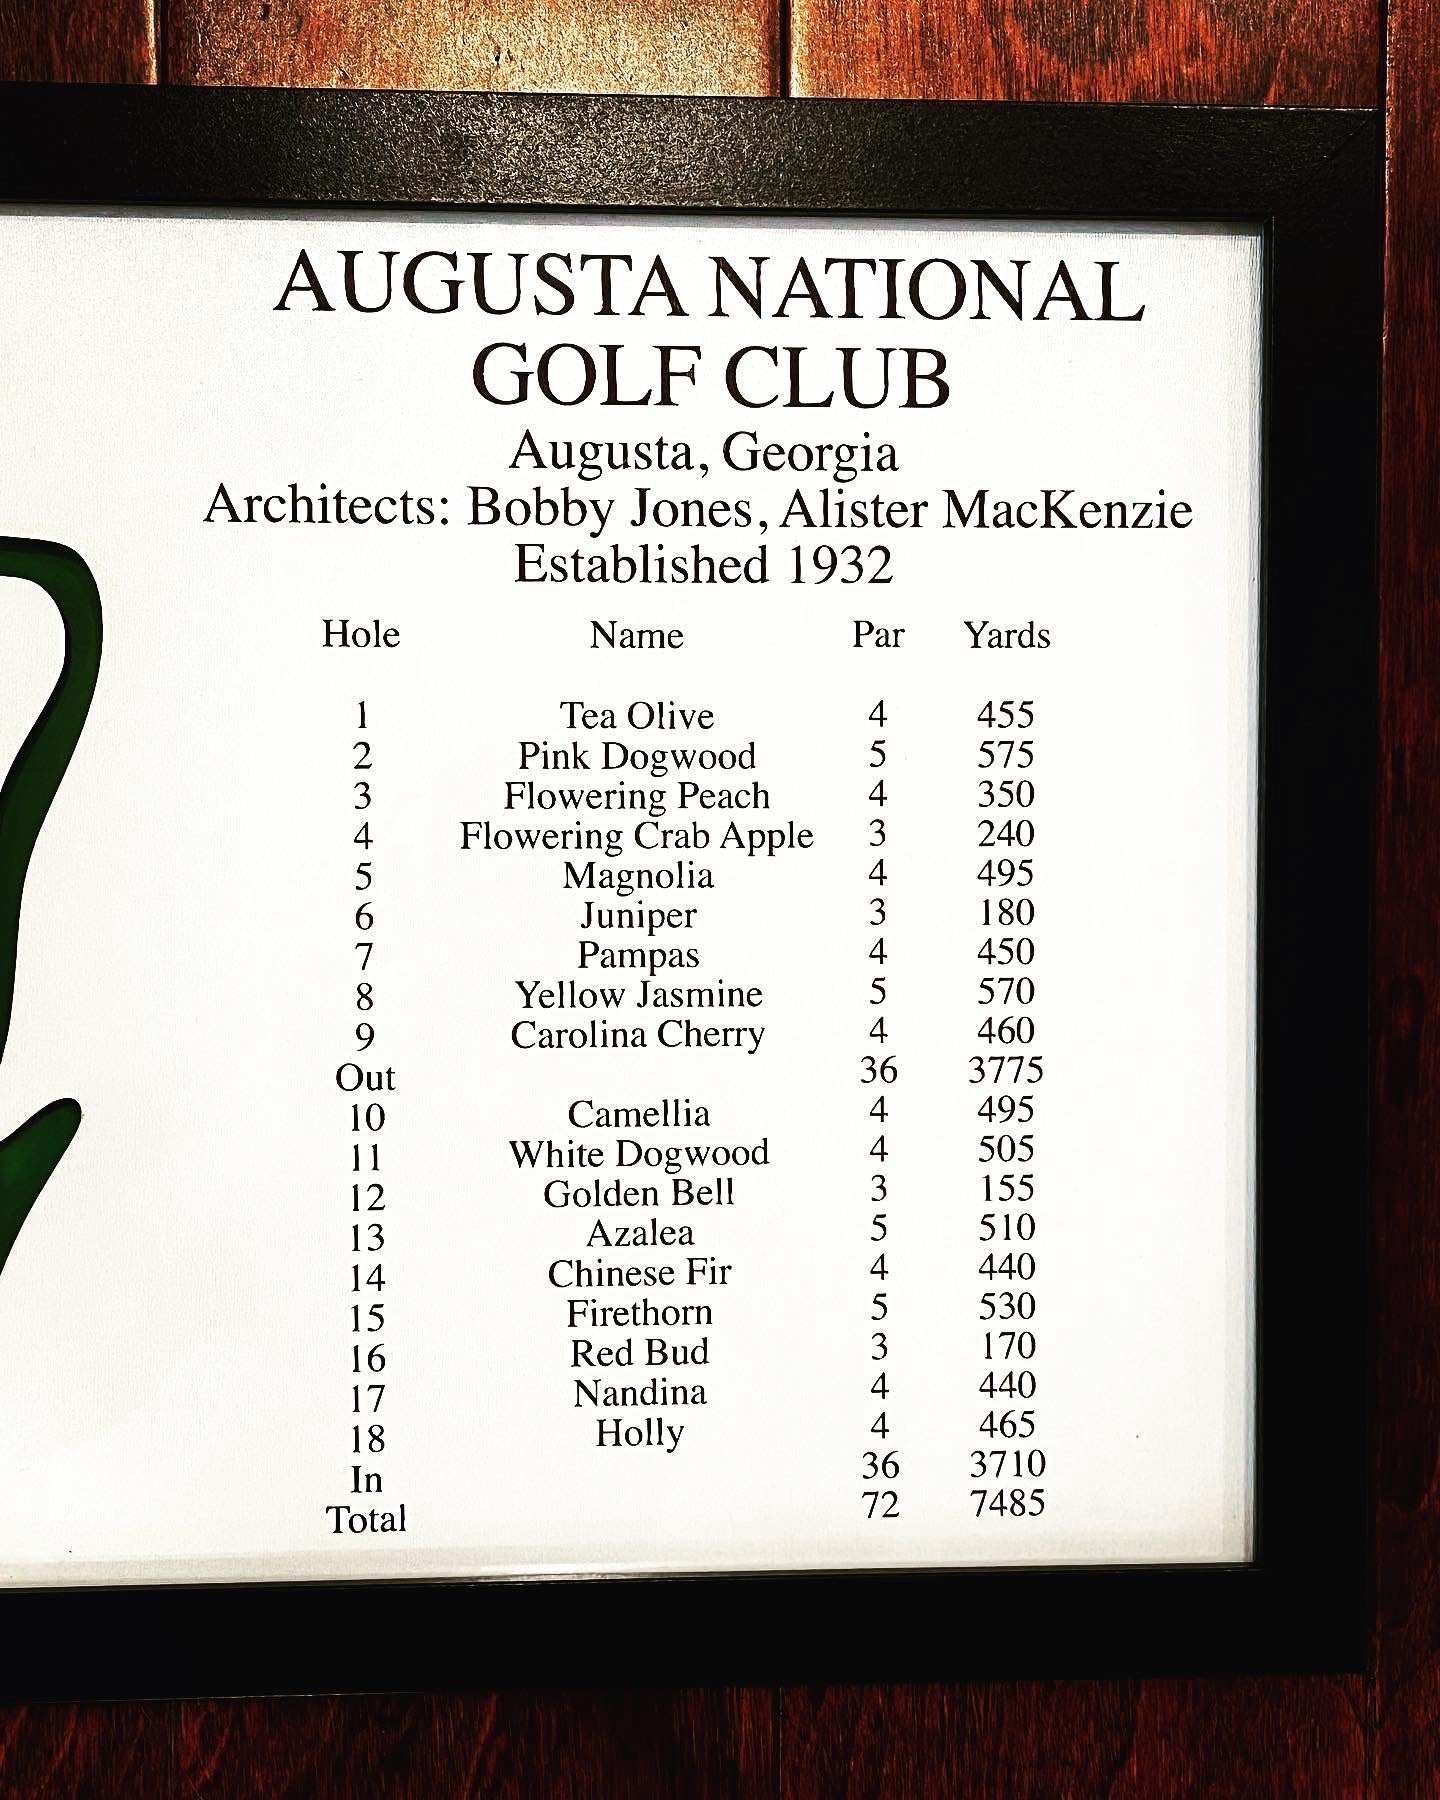 AUGUSTA NATIONAL
GOLF CLUB
Augusta, Georgia
Architects: Bobby Jones, Alister MacKenzie
Established 1932
Hole Name Par Yards
1 Tea Olive 4 455
2 Pink Dogwood 5 575
3 Flowering Peach 4 350
4 Flowering Crab Apple 3 240
5 Magnolia 4 495
6 Juniper 3 180
7 Pampas 4 450
8 Yellow Jasmine 5 570
9 Carolina Cherry 4 460
Out 36 3775
10 Camellia 4 495
11 White Dogwood 4 505
12 Golden Bell 3 155
13 Azalea 5 510
14 Chinese Fir 4 440
15 Firethorn 5 530
16 Red Bud 3 170
17 Nandina 4 440
18 Holly 4 465
In 36 3710
Total 72 7485